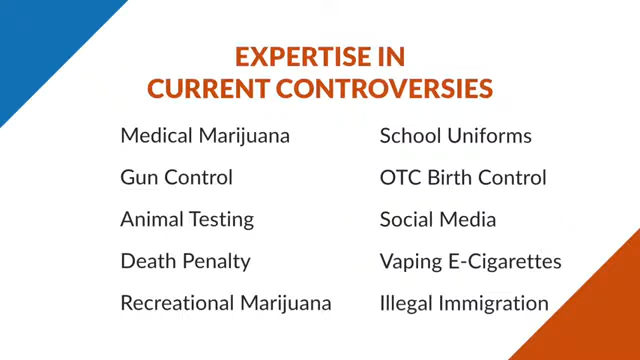 EXPERTISE IN
CURRENT CONTROVERSIES
Medical Marijuana
Gun Control
Animal Testing
Death Penalty
Recreational Marijuana
School Uniforms
OTC Birth Control
Social Media
Vaping E-Cigarettes
Illegal Immigration